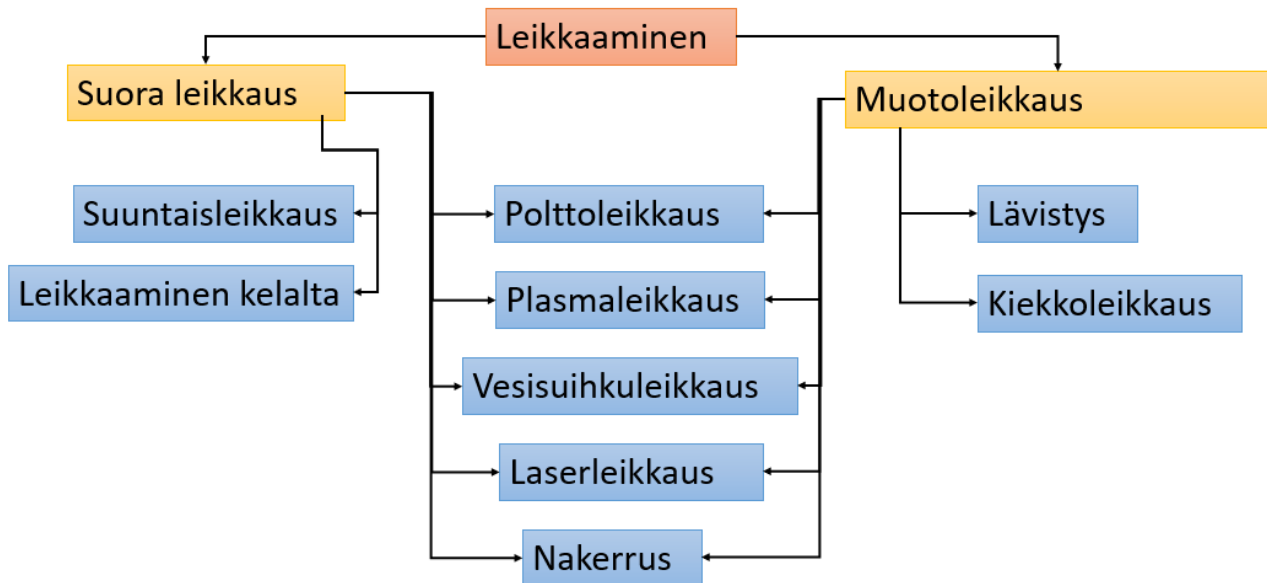 Leikkaaminen
Suora leikkaus
Muotoleikkaus
Suuntaisleikkaus
Polttoleikkaus
Lävistys
Leikkaaminen kelalta
Plasmaleikkaus
Kiekkoleikkaus
Vesisuihkuleikkaus
Laserleikkaus
Nakerrus